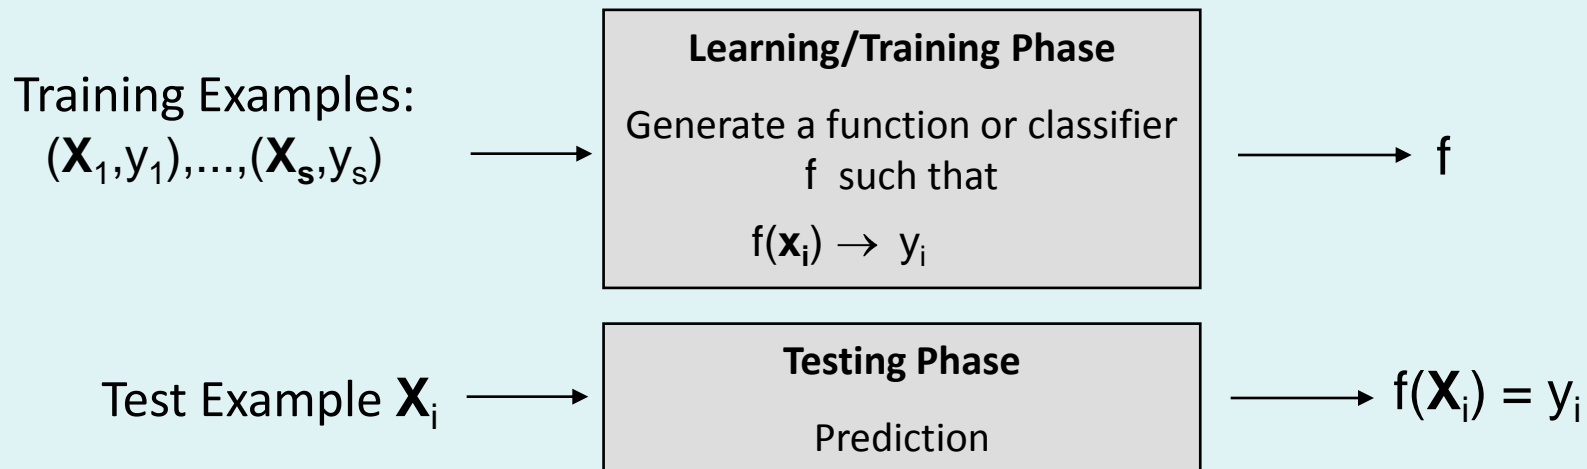 Training Examples:
(X₁,y₁),...,(Xₛ,yₛ)
Learning/Training Phase
Generate a function or classifier
f such that
f(xᵢ) → yᵢ
f
Test Example Xᵢ
Testing Phase
Prediction
f(Xᵢ) = yᵢ